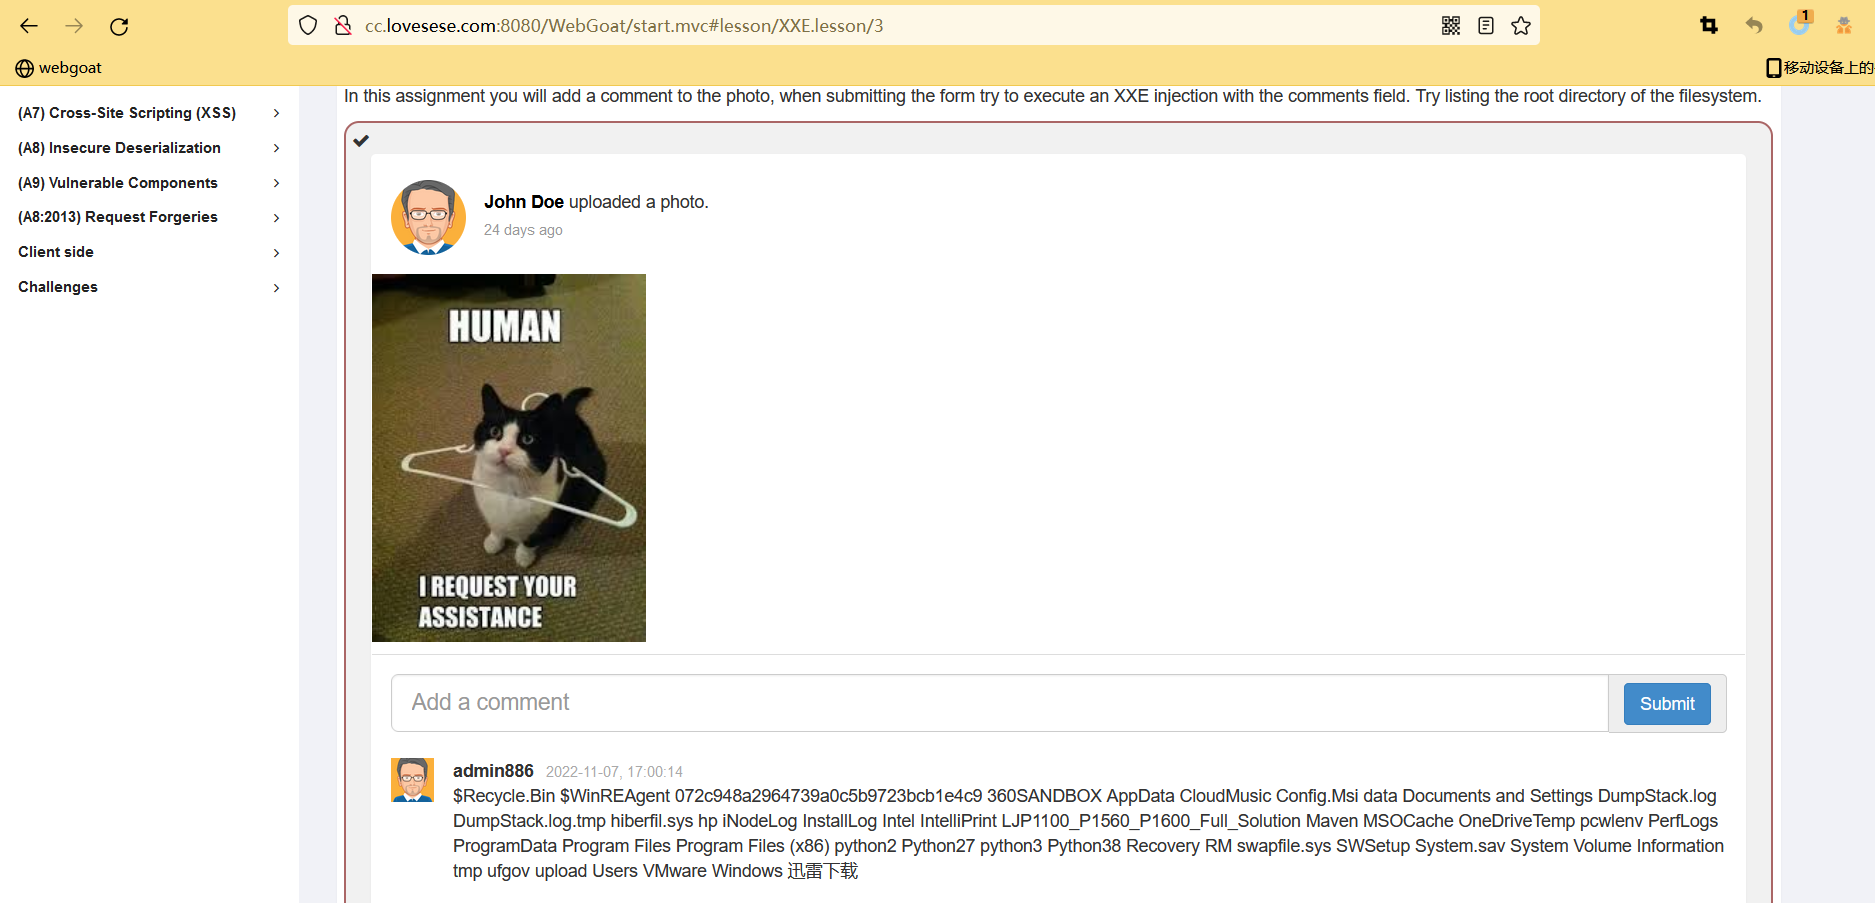 cc.lovesese.com:8080/WebGoat/start.mvc#lesson/XXE.lesson/3
1
webgoat
移动设备上的
(A7) Cross-Site Scripting (XSS)
(A8) Insecure Deserialization
(A9) Vulnerable Components
(A8:2013) Request Forgeries
Client side
Challenges
In this assignment you will add a comment to the photo, when submitting the form try to execute an XXE injection with the comments field. Try listing the root directory of the filesystem.
John Doe uploaded a photo.
24 days ago
HUMAN
I REQUEST YOUR
ASSISTANCE
Add a comment
Submit
admin886 2022-11-07, 17:00:14
$Recycle.Bin $WinREAgent 072c948a2964739a0c5b9723bcb1e4c9 360SANDBOX AppData CloudMusic Config.Msi data Documents and Settings DumpStack.log
DumpStack.log.tmp hiberfil.sys hp iNodeLog InstallLog Intel IntelliPrint LJP1100_P1560_P1600_Full_Solution Maven MSOCache OneDriveTemp pcwlenv PerfLogs
ProgramData Program Files Program Files (x86) python2 Python27 python3 Python38 Recovery RM swapfile.sys SWSetup System.sav System Volume Information
tmp ufgov upload Users VMware Windows 迅雷下载